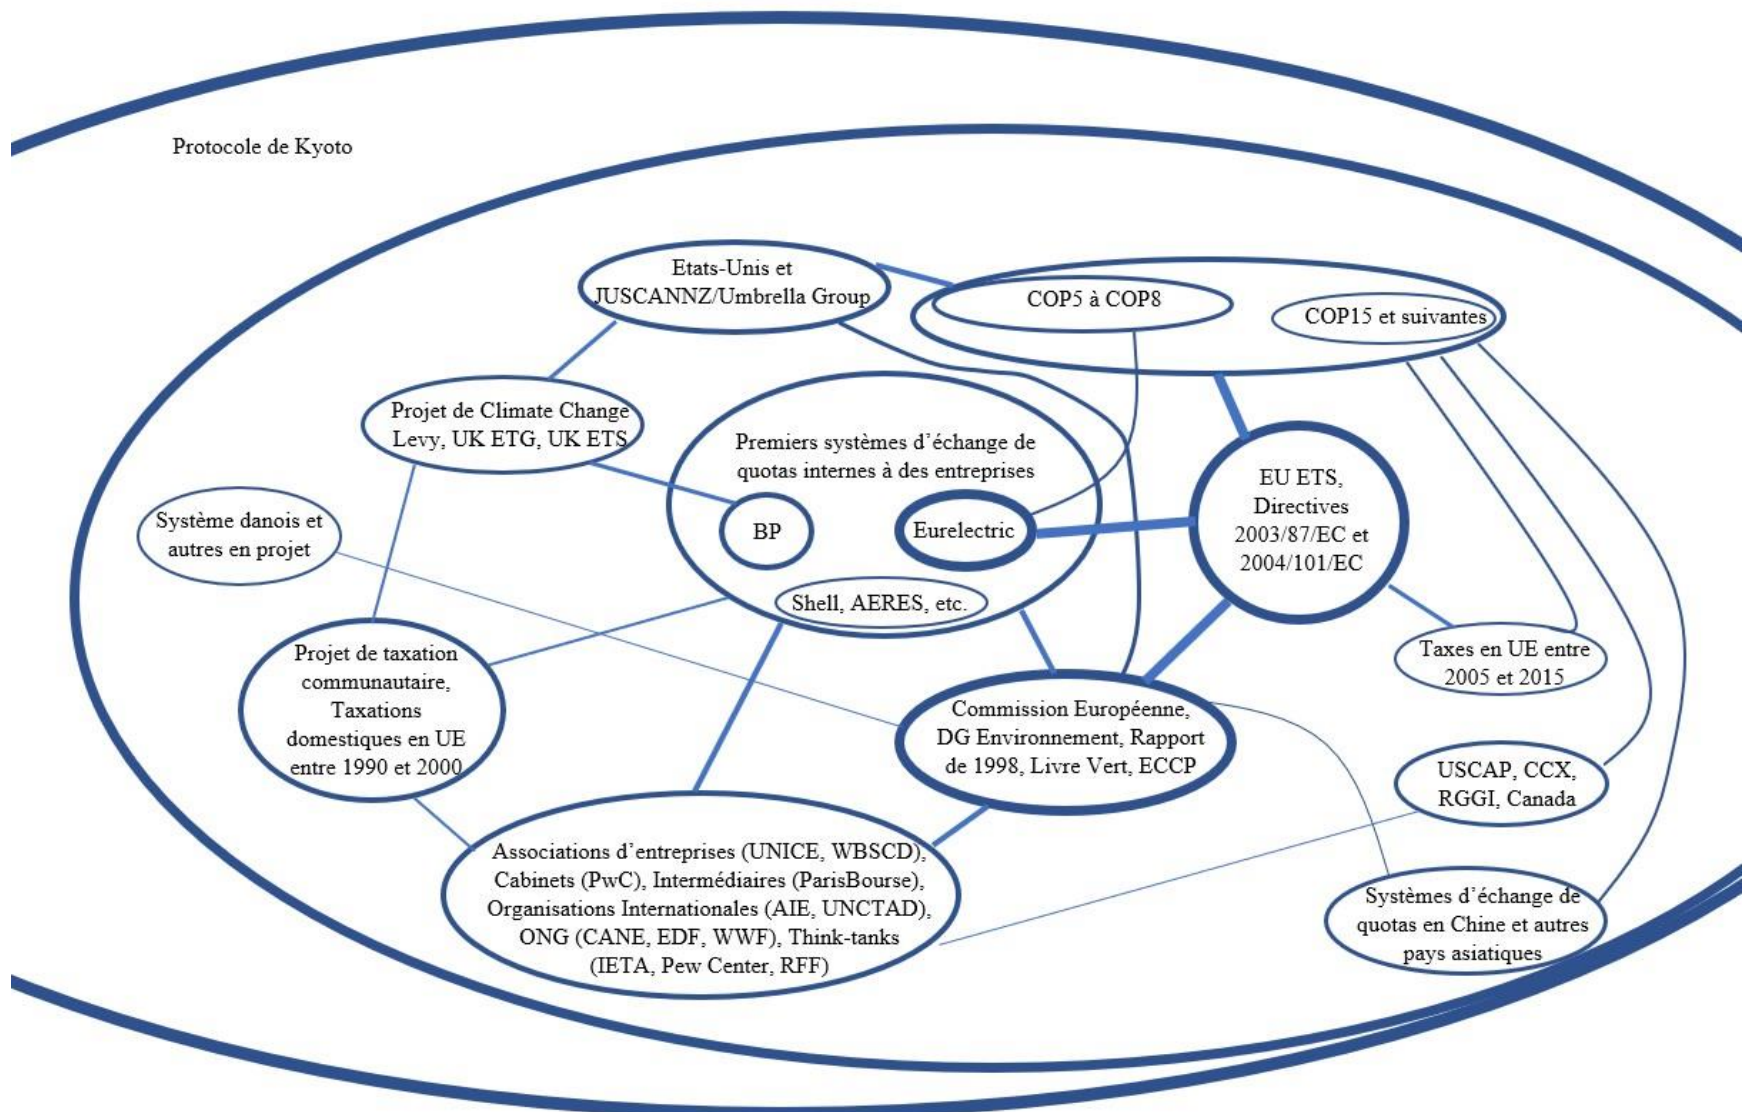 Protocole de Kyoto
Etats-Unis et
JUSCANNZ/Umbrella Group
COP5 à COP8
COP15 et suivantes
Projet de Climate Change
Levy, UK ETG, UK ETS
Premiers systèmes d’échange de
quotas internes à des entreprises
BP
Eurelectric
Shell, AERES, etc.
EU ETS,
Directives
2003/87/EC et
2004/101/EC
Système danois et
autres en projet
Taxes en UE entre
2005 et 2015
Projet de taxation
communautaire,
Taxations
domestiques en UE
entre 1990 et 2000
Commission Européenne,
DG Environnement, Rapport
de 1998, Livre Vert, ECCP
USCAP, CCX,
RGGI, Canada
Associations d’entreprises (UNICE, WBSCD),
Cabinets (PwC), Intermédiaires (ParisBourse),
Organisations Internationales (AIE, UNCTAD),
ONG (CANE, EDF, WWF), Think-tanks
(IETA, Pew Center, RFF)
Systèmes d’échange de
quotas en Chine et autres
pays asiatiques